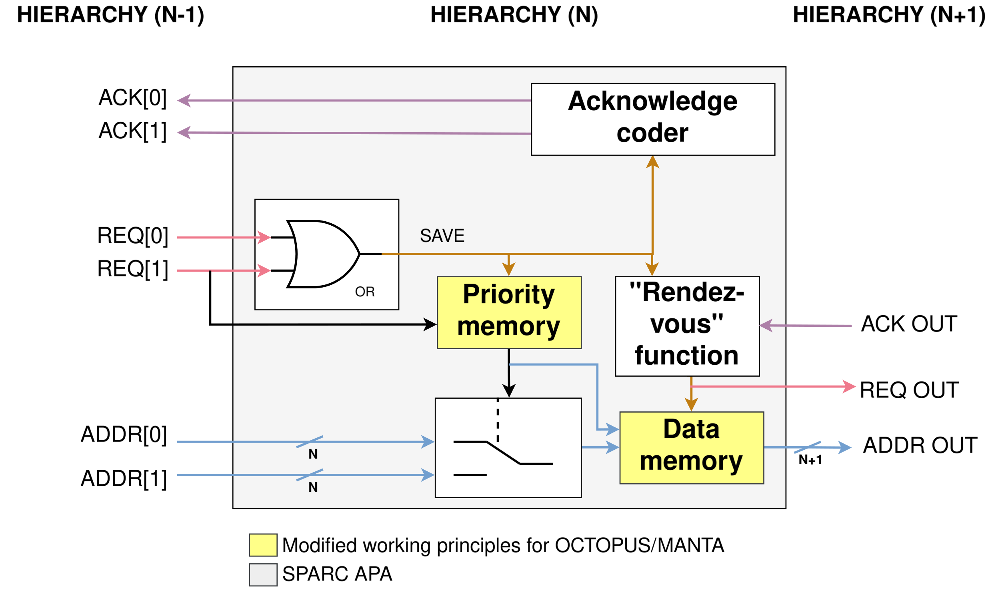 HIERARCHY (N-1)
HIERARCHY (N)
HIERARCHY (N+1)
ACK[0]
ACK[1]
Acknowledge
coder
REQ[0]
REQ[1]
OR
SAVE
Priority
memory
"Rendez-
vous"
function
ACK OUT
REQ OUT
ADDR[0]
N
ADDR[1]
N
Data
memory
ADDR OUT
N+1
Modified working principles for OCTOPUS/MANTA
SPARC APA